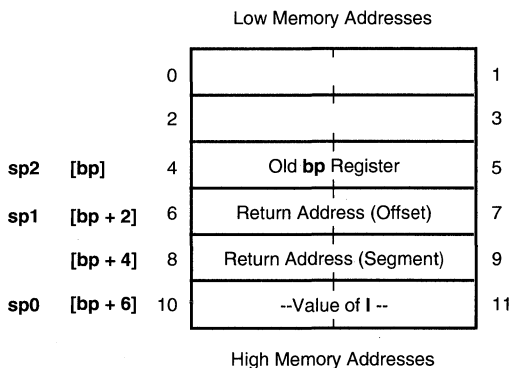 Low Memory Addresses
0 1
2 3
sp2 [bp] 4 Old bp Register 5
sp1 [bp + 2] 6 Return Address (Offset) 7
[bp + 4] 8 Return Address (Segment) 9
sp0 [bp + 6] 10 --Value of I -- 11
High Memory Addresses